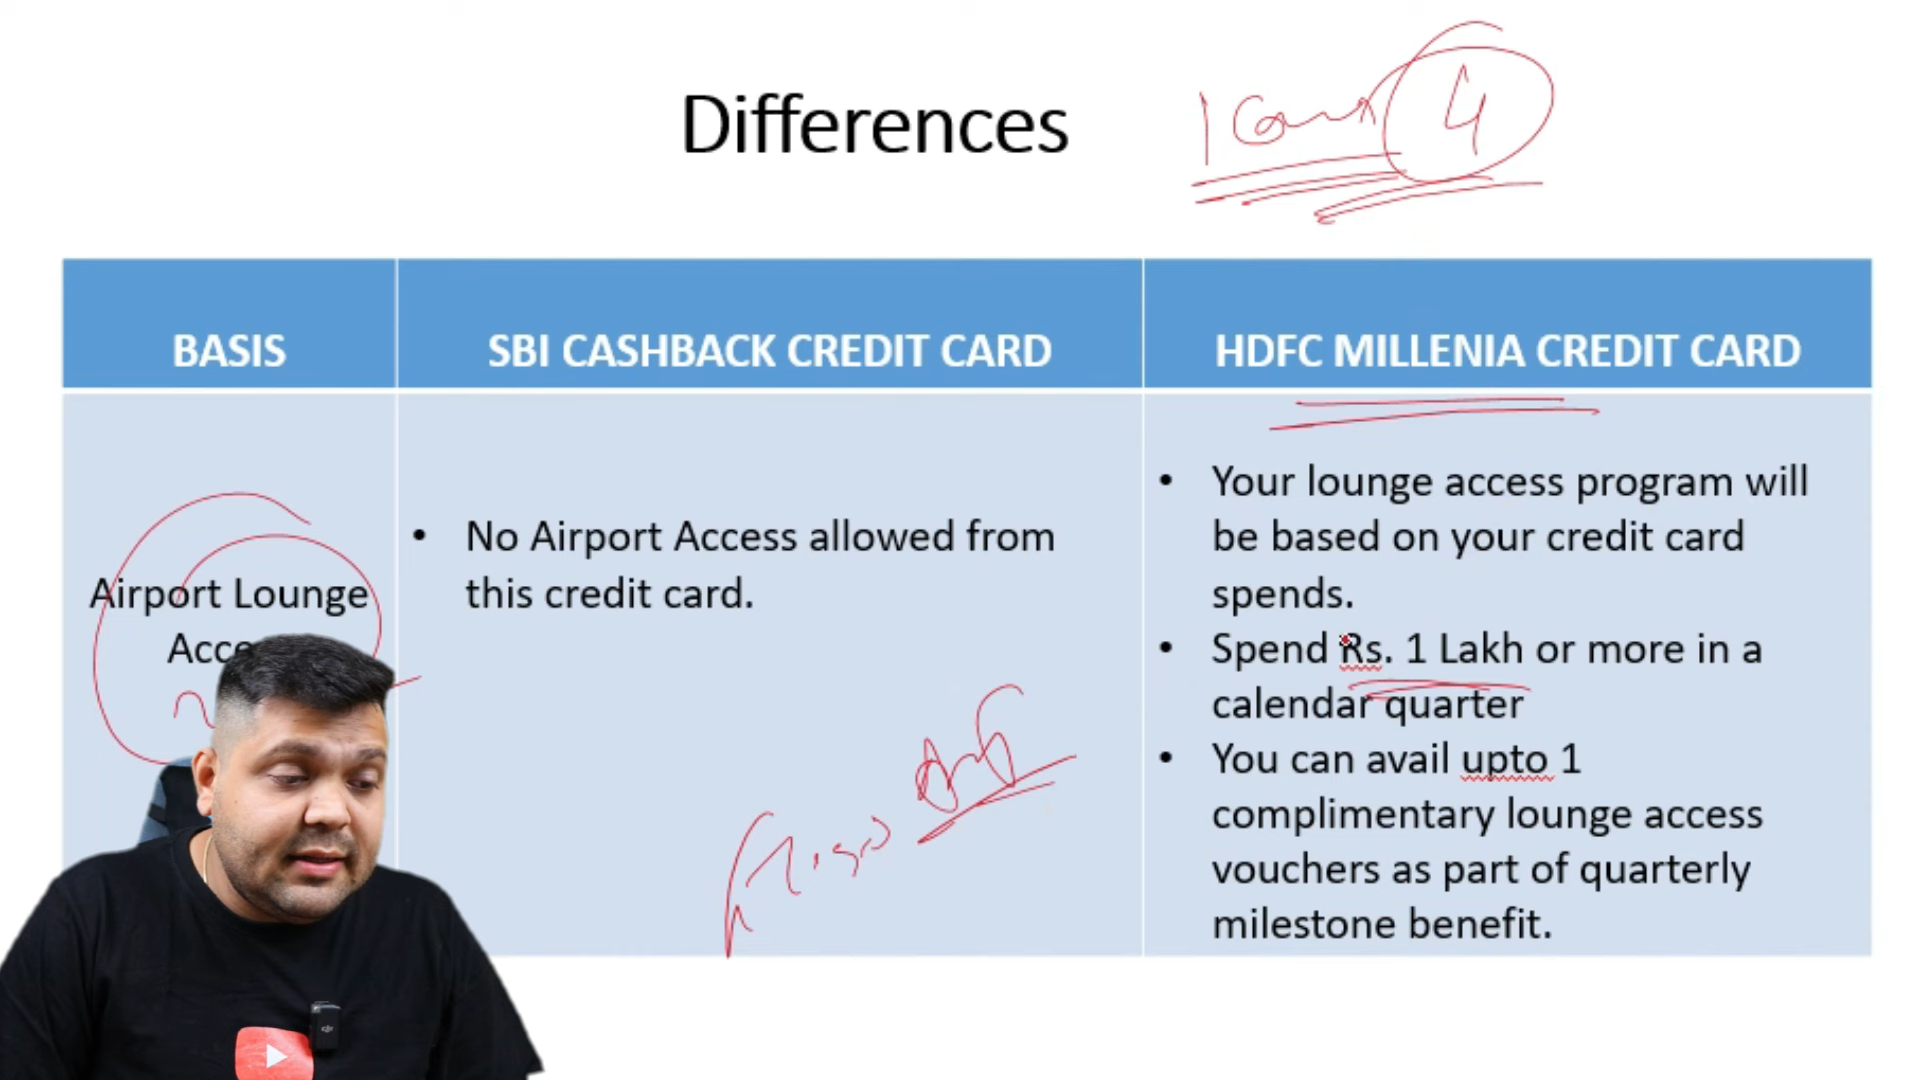 Differences
4
BASIS
SBI CASHBACK CREDIT CARD
HDFC MILLENIA CREDIT CARD
Airport Lounge
• No Airport Access allowed from
this credit card.
• Your lounge access program will
be based on your credit card
spends.
• Spend Rs. 1 Lakh or more in a
calendar quarter
• You can avail upto 1
complimentary lounge access
vouchers as part of quarterly
milestone benefit.